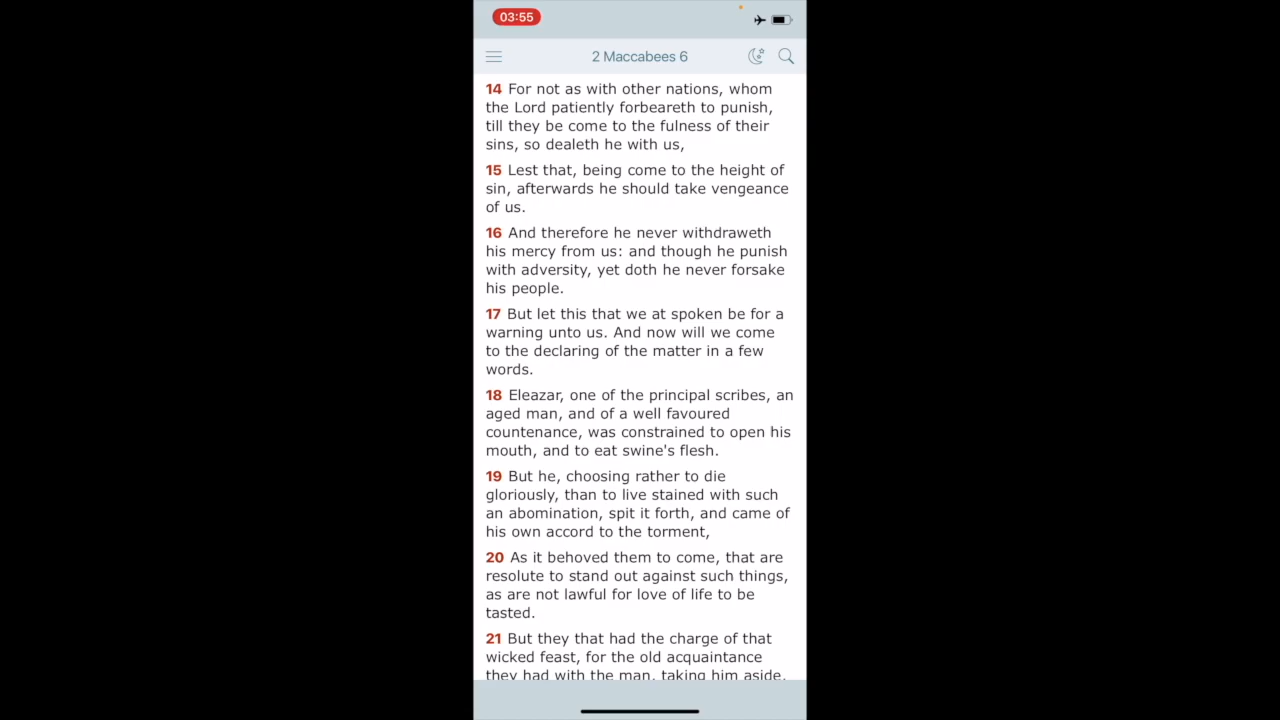 03:55
2 Maccabees 6
14 For not as with other nations, whom
the Lord patiently forbeareth to punish,
till they be come to the fulness of their
sins, so dealeth he with us,
15 Lest that, being come to the height of
sin, afterwards he should take vengeance
of us.
16 And therefore he never withdraweth
his mercy from us: and though he punish
with adversity, yet doth he never forsake
his people.
17 But let this that we at spoken be for a
warning unto us. And now will we come
to the declaring of the matter in a few
words.
18 Eleazar, one of the principal scribes, an
aged man, and of a well favoured
countenance, was constrained to open his
mouth, and to eat swine's flesh.
19 But he, choosing rather to die
gloriously, than to live stained with such
an abomination, spit it forth, and came of
his own accord to the torment,
20 As it behoved them to come, that are
resolute to stand out against such things,
as are not lawful for love of life to be
tasted.
21 But they that had the charge of that
wicked feast, for the old acquaintance
they had with the man, taking him aside,